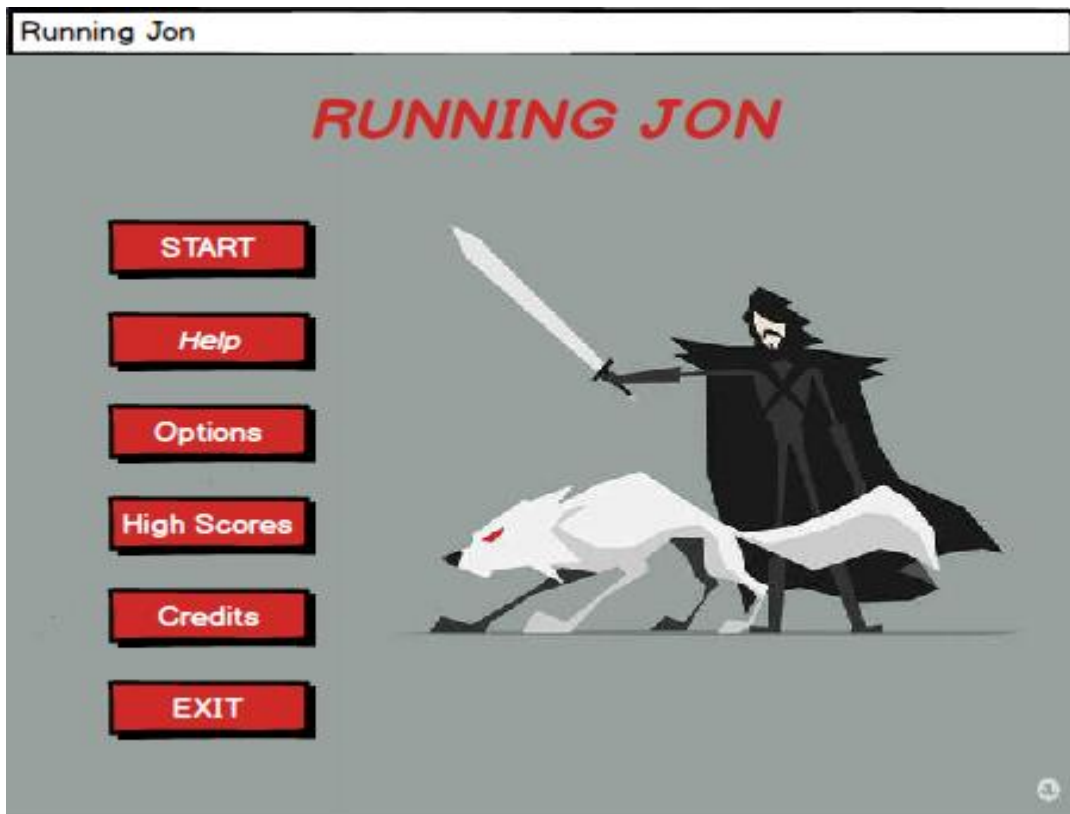 Running Jon
RUNNING JON
START
Help
Options
High Scores
Credits
EXIT